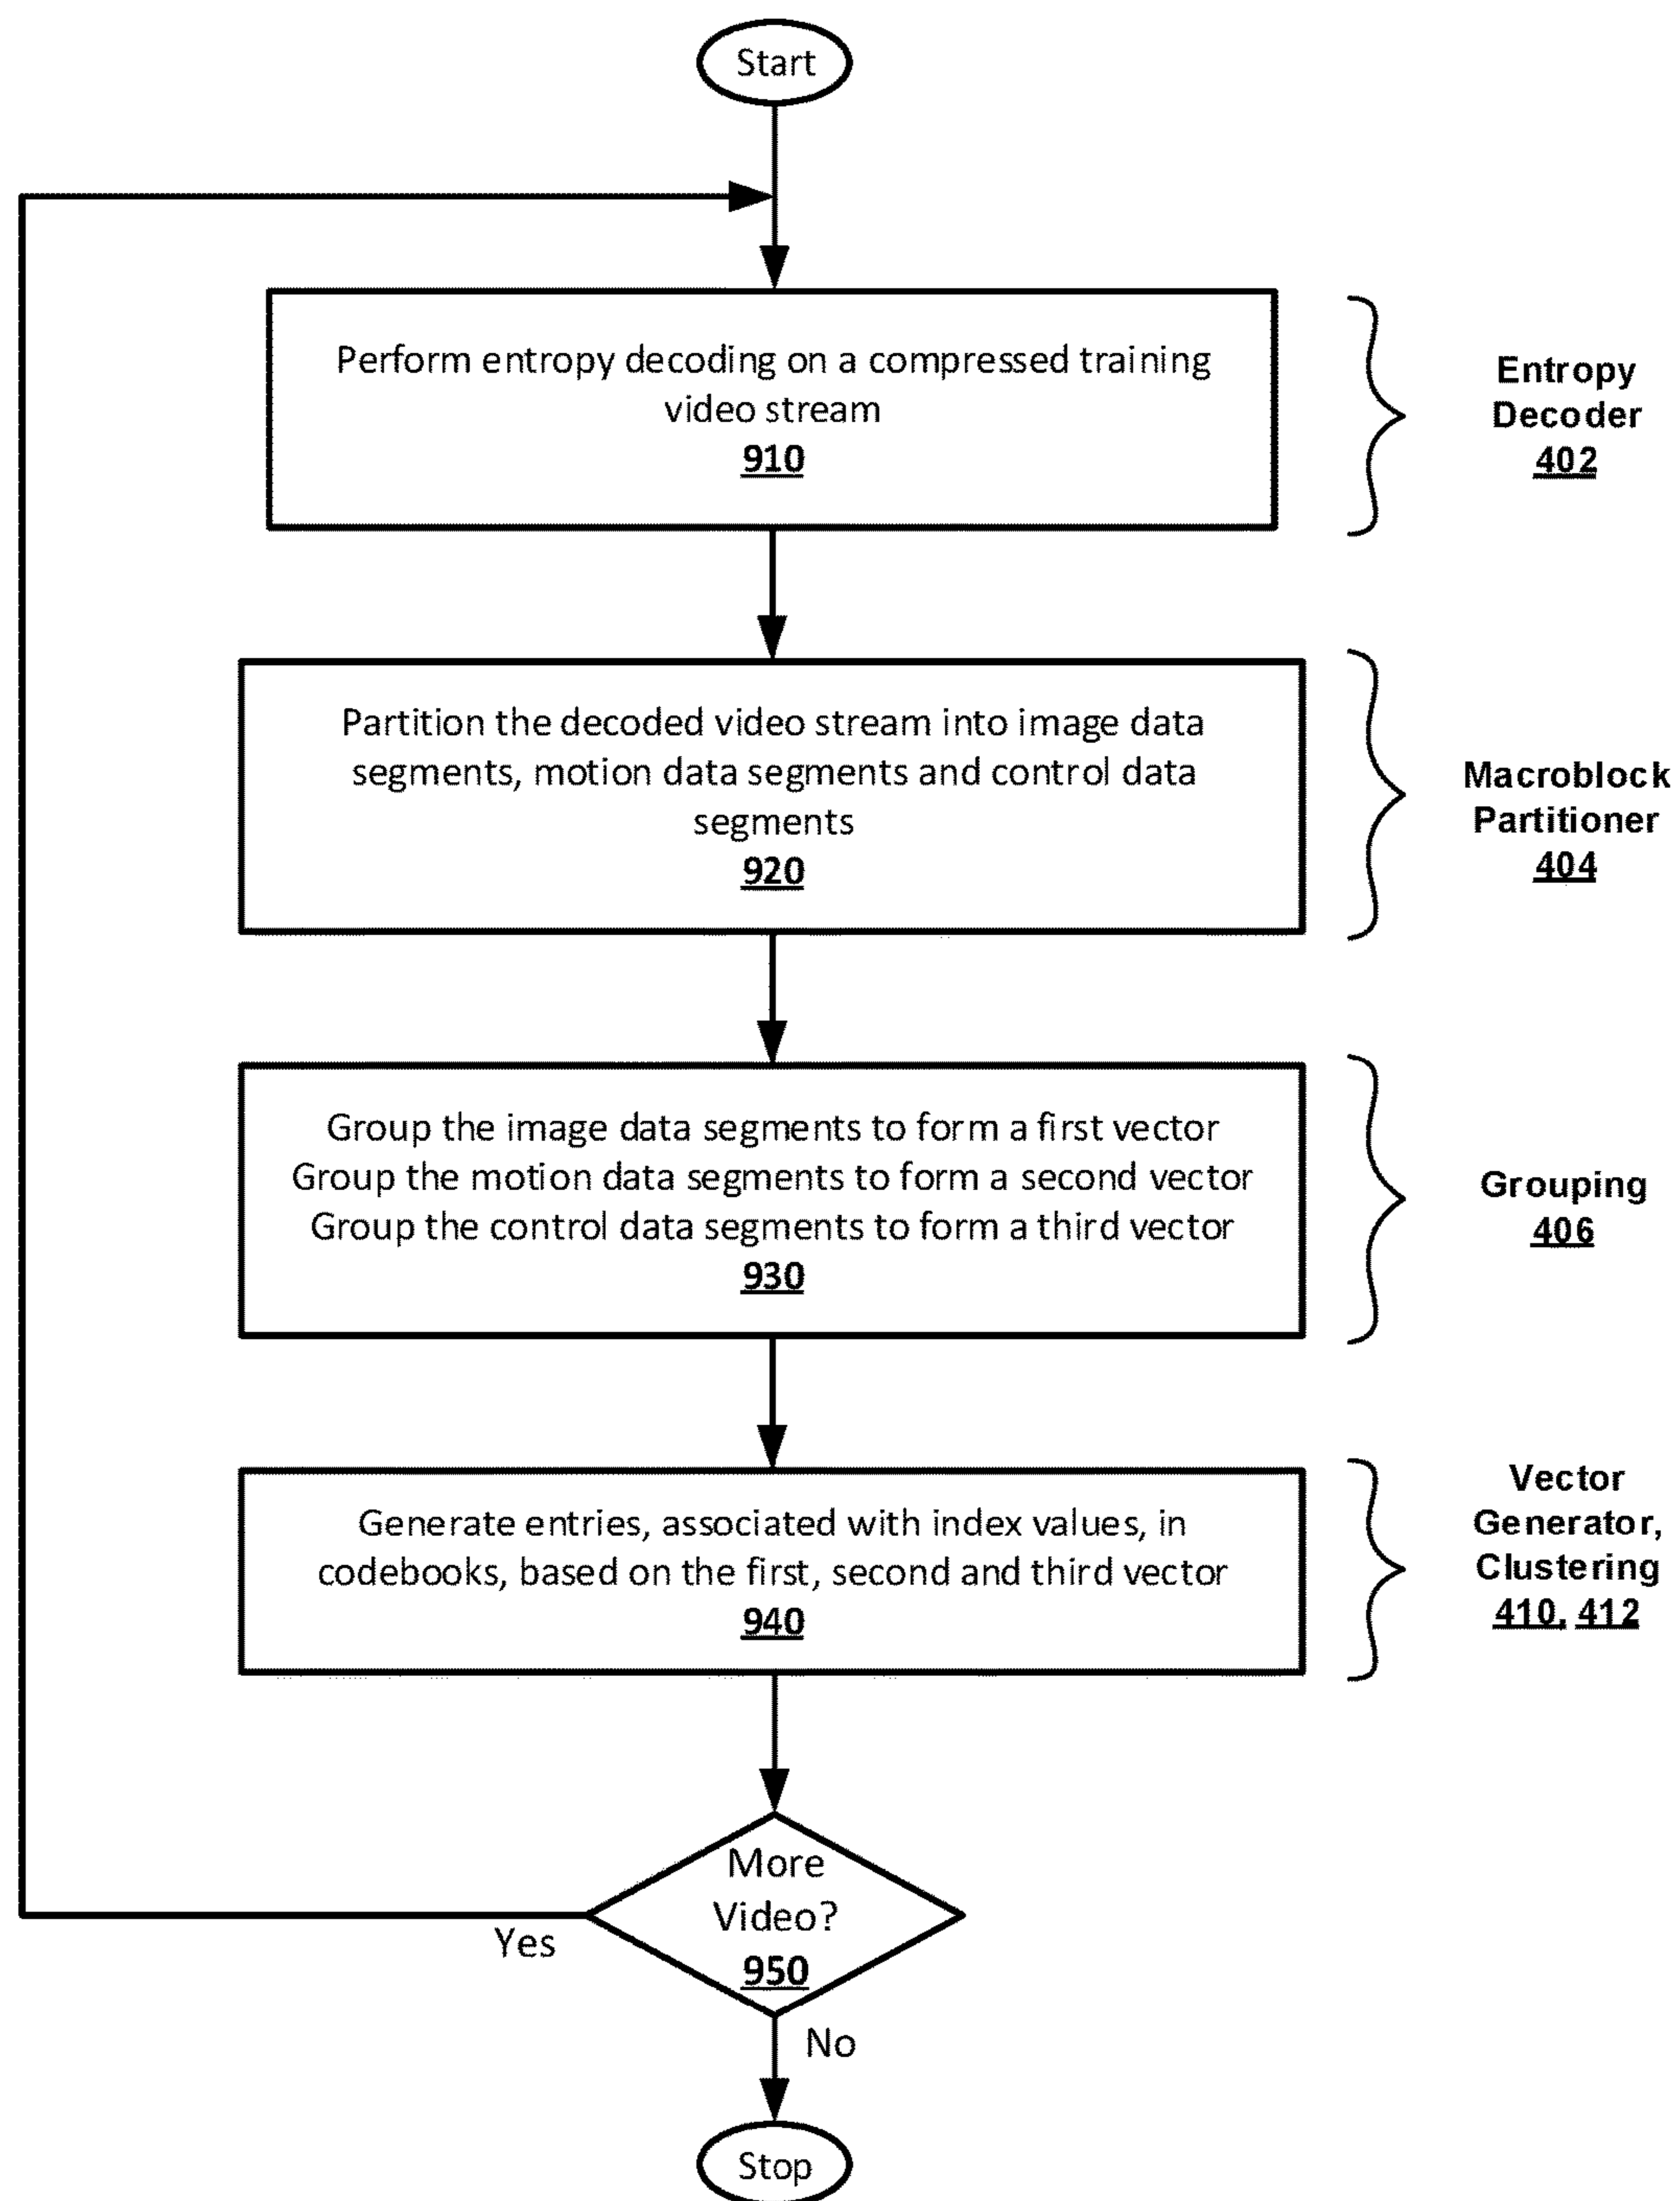 Start
Perform entropy decoding on a compressed training
video stream
910
Entropy
Decoder
402
Partition the decoded video stream into image data
segments, motion data segments and control data
segments
920
Macroblock
Partitioner
404
Group the image data segments to form a first vector
Group the motion data segments to form a second vector
Group the control data segments to form a third vector
930
Grouping
406
Generate entries, associated with index values, in
codebooks, based on the first, second and third vector
940
Vector
Generator,
Clustering
410, 412
More
Video?
950
Yes
No
Stop